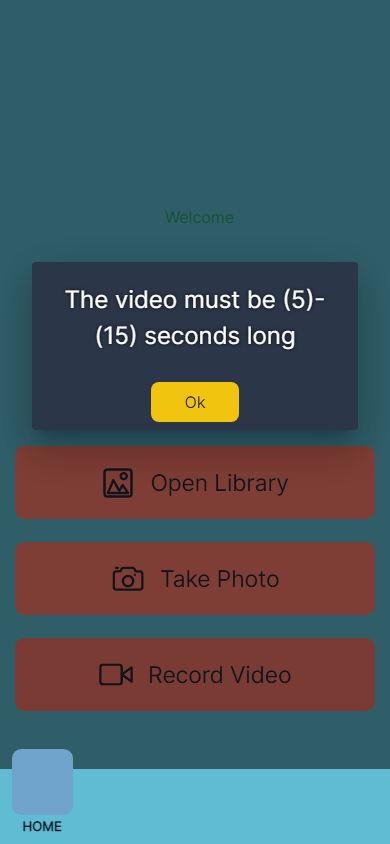 Welcome
The video must be (5)-
(15) seconds long
Ok
Open Library
Take Photo
Record Video
HOME